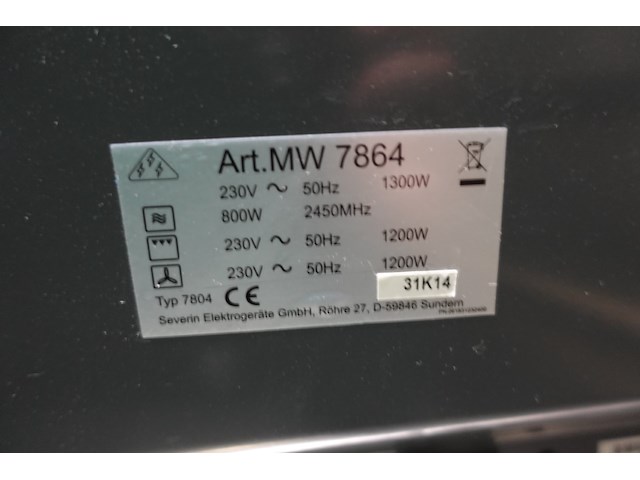 Art.MW 7864
230V ~ 50Hz 1300W
800W 2450MHz
230V ~ 50Hz 1200W
230V ~ 50Hz 1200W
31K14
Typ 7804 CE
Severin Elektrogeräte GmbH, Röhre 27, D-59846 Sundern